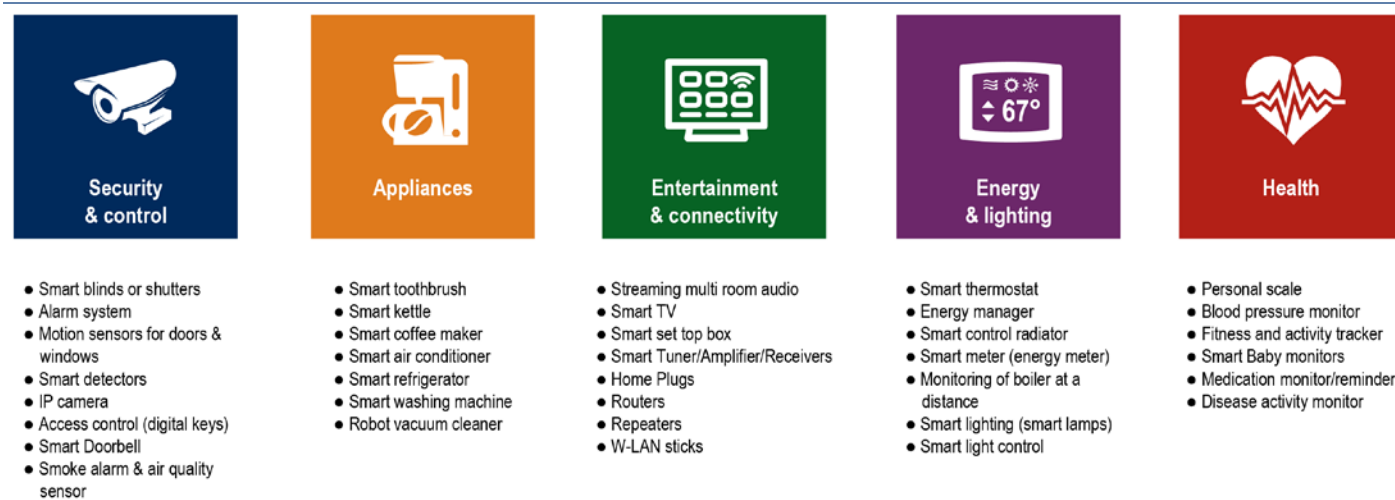 67°
Security
& control
Appliances
Entertainment
& connectivity
Energy
& lighting
Health
● Smart blinds or shutters
● Alarm system
● Motion sensors for doors &
windows
● Smart detectors
● IP camera
● Access control (digital keys)
● Smart Doorbell
● Smoke alarm & air quality
sensor
● Smart toothbrush
● Smart kettle
● Smart coffee maker
● Smart air conditioner
● Smart refrigerator
● Smart washing machine
● Robot vacuum cleaner
● Streaming multi room audio
● Smart TV
● Smart set top box
● Smart Tuner/Amplifier/Receivers
● Home Plugs
● Routers
● Repeaters
● W-LAN sticks
● Smart thermostat
● Energy manager
● Smart control radiator
● Smart meter (energy meter)
● Monitoring of boiler at a
distance
● Smart lighting (smart lamps)
● Smart light control
● Personal scale
● Blood pressure monitor
● Fitness and activity tracker
● Smart Baby monitors
● Medication monitor/reminder
● Disease activity monitor